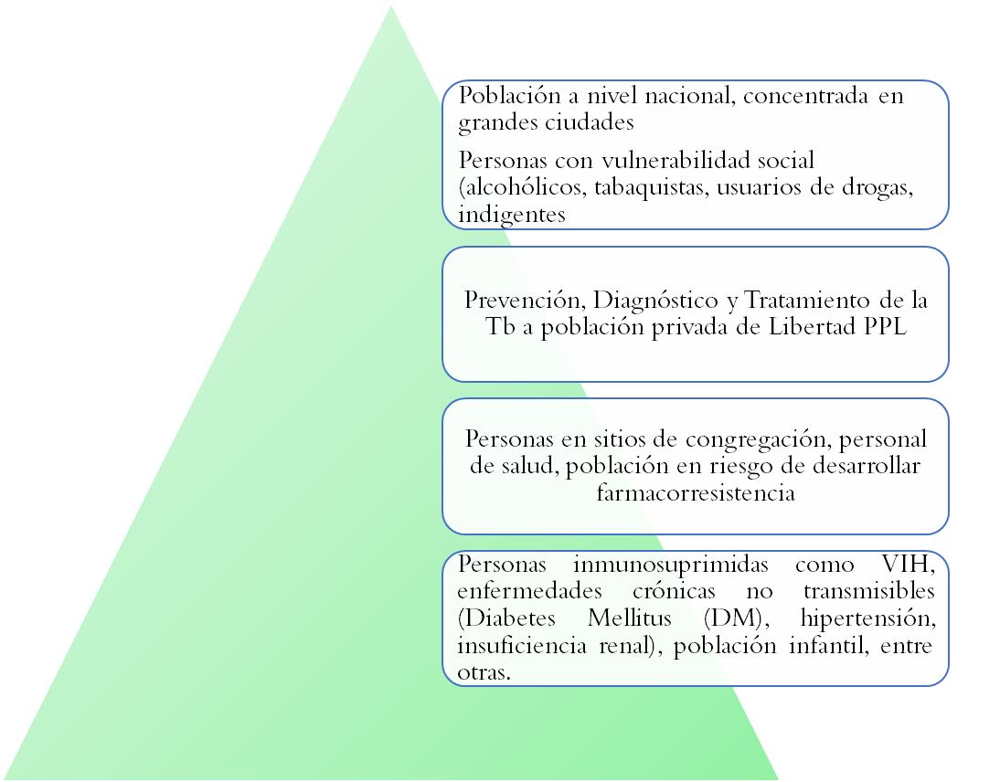 Población a nivel nacional, concentrada en
grandes ciudades
Personas con vulnerabilidad social
(alcohólicos, tabaquistas, usuarios de drogas,
indigentes
Prevención, Diagnóstico y Tratamiento de la
Tb a población privada de Libertad PPL
Personas en sitios de congregación, personal
de salud, población en riesgo de desarrollar
farmacorresistencia
Personas inmunosuprimidas como VIH,
enfermedades crónicas no transmisibles
(Diabetes Mellitus (DM), hipertensión,
insuficiencia renal), población infantil, entre
otras.